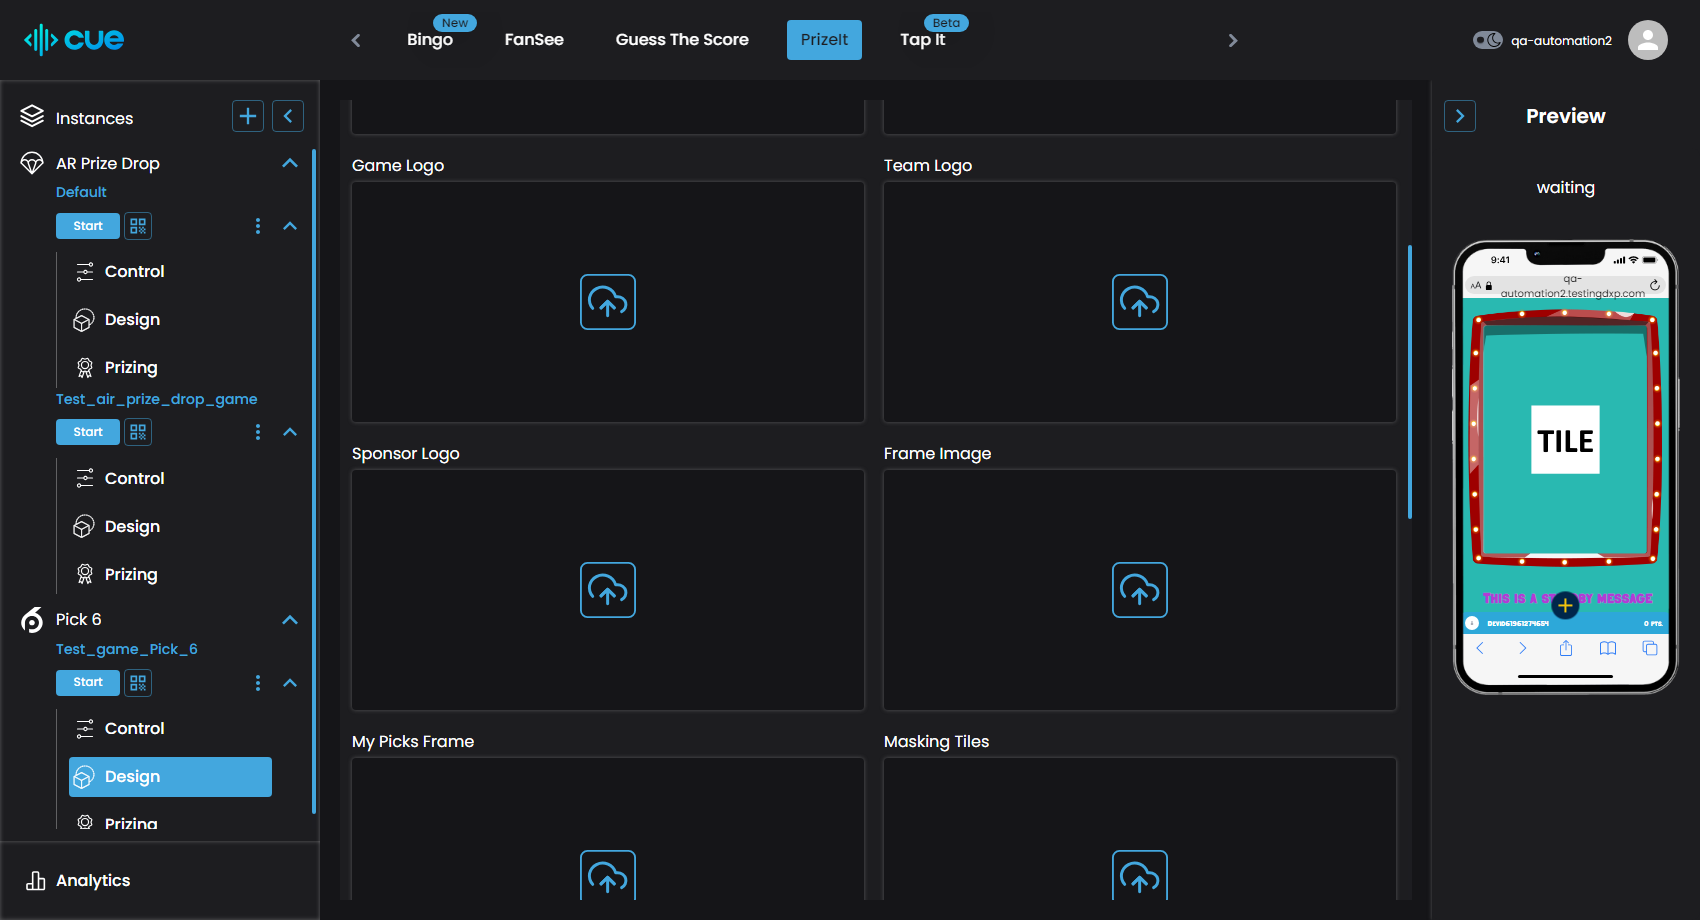 cue
New
Bingo
FanSee
Guess The Score
PrizeIt
Beta
Tap It
qa-automation2
Instances
AR Prize Drop
Default
Start
Control
Design
Prizing
Test_air_prize_drop_game
Start
Control
Design
Prizing
Pick 6
Test_game_Pick_6
Start
Control
Design
Prizing
Analytics
Game Logo
Team Logo
Sponsor Logo
Frame Image
My Picks Frame
Masking Tiles
Preview
waiting
9:41
AA
qa-
automation2.testingdxp.com
TILE
THIS IS A ST BY MESSAGE
0 PTS.